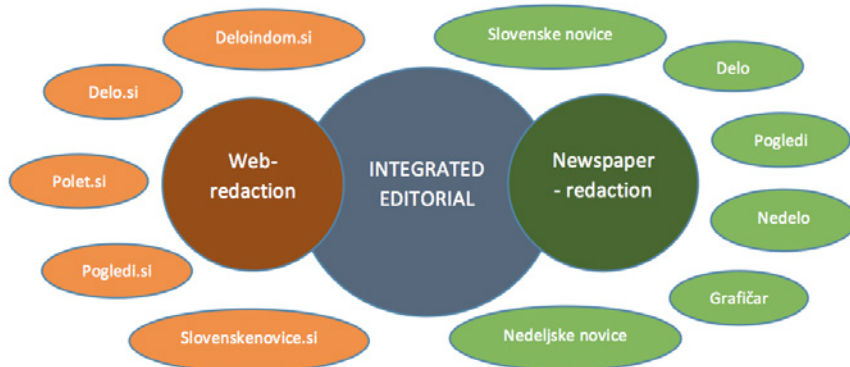 Deloindom.si
Slovenske novice
Delo.si
Delo
Web-
redaction
INTEGRATED
EDITORIAL
Newspaper
- redaction
Polet.si
Pogledi
Nedelo
Pogledi.si
Grafičar
Slovenskenovice.si
Nedeljske novice